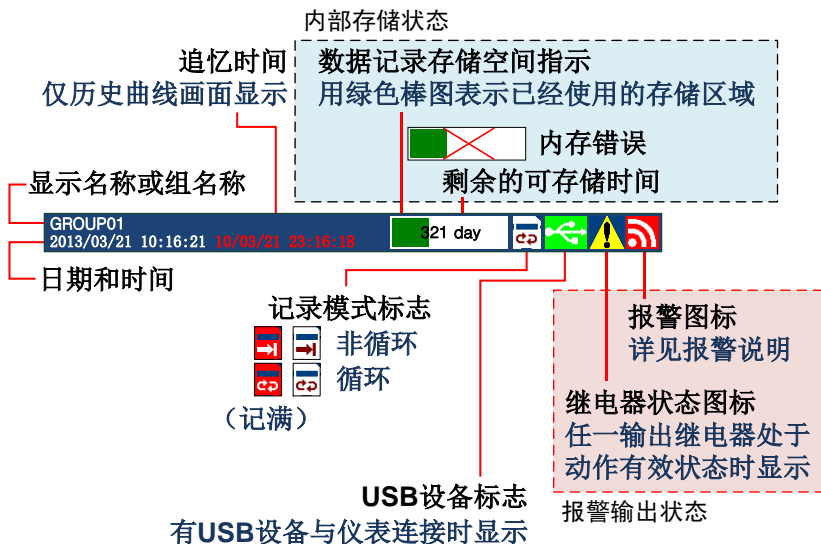 内部存储状态
追忆时间
仅历史曲线画面显示
数据记录存储空间指示
用绿色棒图表示已经使用的存储区域
内存错误
剩余的可存储时间
显示名称或组名称
GROUP01
2013/03/21 10:16:21 10/03/21 23:16:18
321 day
日期和时间
记录模式标志
非循环
循环
（记满）
报警图标
详见报警说明
继电器状态图标
任一输出继电器处于
动作有效状态时显示
报警输出状态
USB设备标志
有USB设备与仪表连接时显示